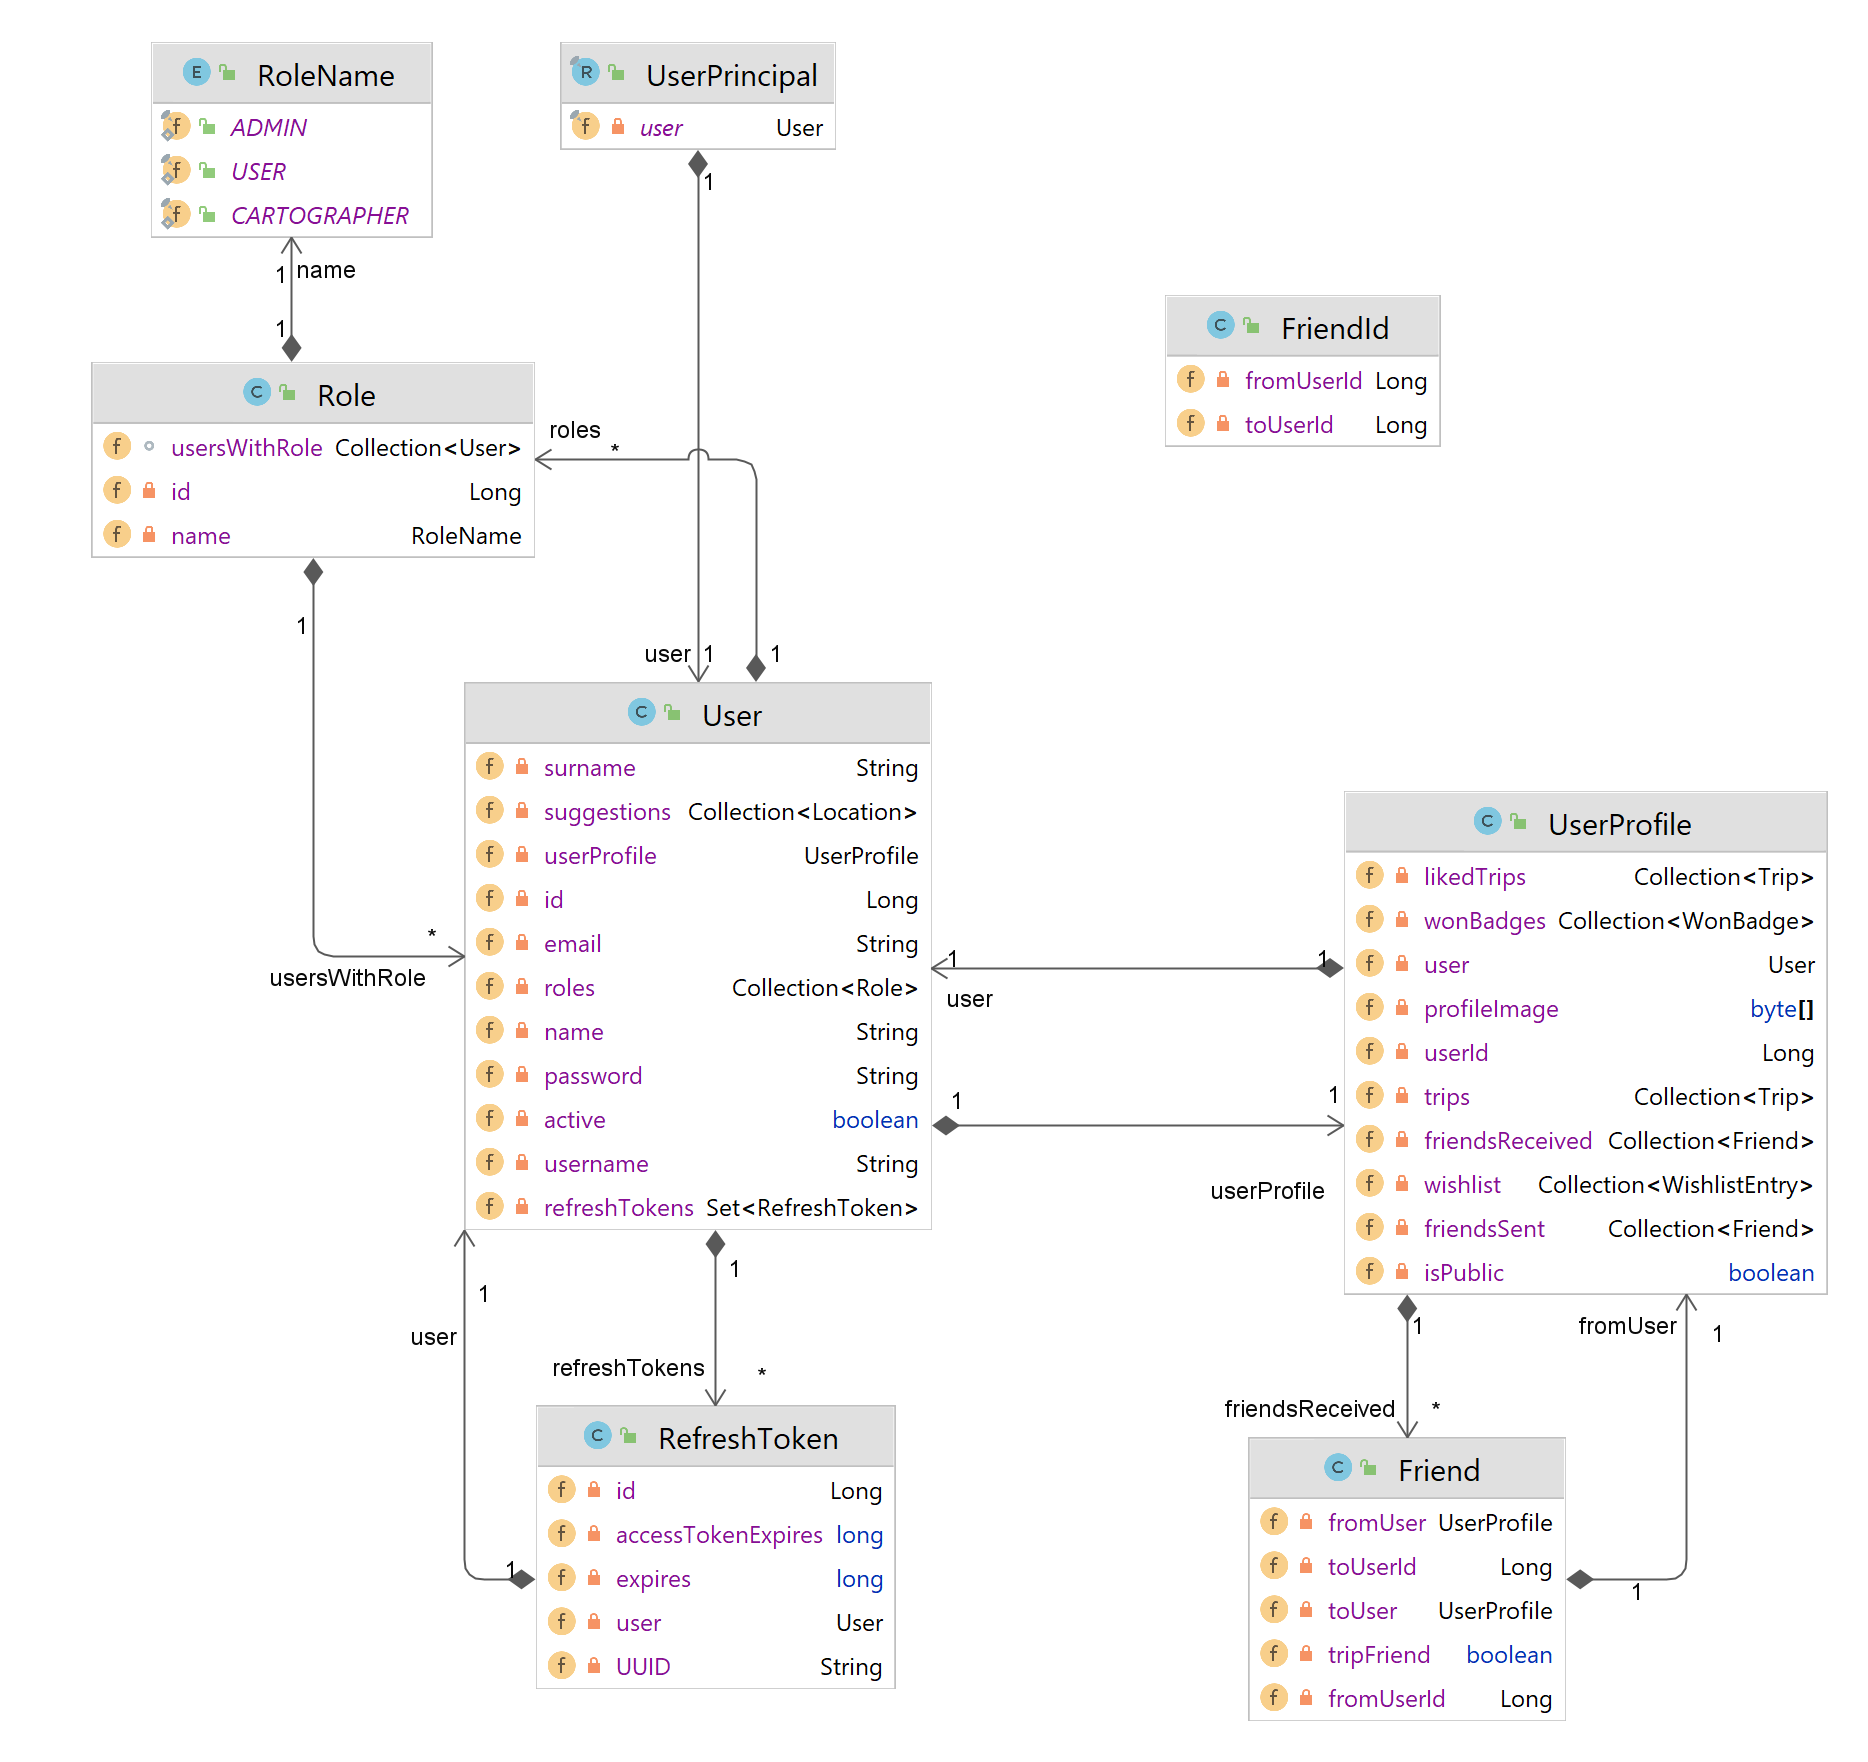 RoleName
ADMIN
USER
CARTOGRAPHER
UserPrincipal
user User
1
1 name
1
FriendId
fromUserId Long
toUserId Long
Role
usersWithRole Collection<User>
id Long
name RoleName
roles
*
1
user 1
1
*
usersWithRole
User
surname String
suggestions Collection<Location>
userProfile UserProfile
id Long
email String
roles Collection<Role>
name String
password String
active boolean
username String
refreshTokens Set<RefreshToken>
1 1
user
1 1
userProfile
UserProfile
likedTrips Collection<Trip>
wonBadges Collection<WonBadge>
user User
profileImage byte[]
userId Long
trips Collection<Trip>
friendsReceived Collection<Friend>
wishlist Collection<WishlistEntry>
friendsSent Collection<Friend>
isPublic boolean
1
1
user
refreshTokens *
1
1
fromUser 1
friendsReceived *
1
RefreshToken
id Long
accessTokenExpires long
expires long
user User
UUID String
Friend
fromUser UserProfile
toUserId Long
toUser UserProfile
tripFriend boolean
fromUserId Long